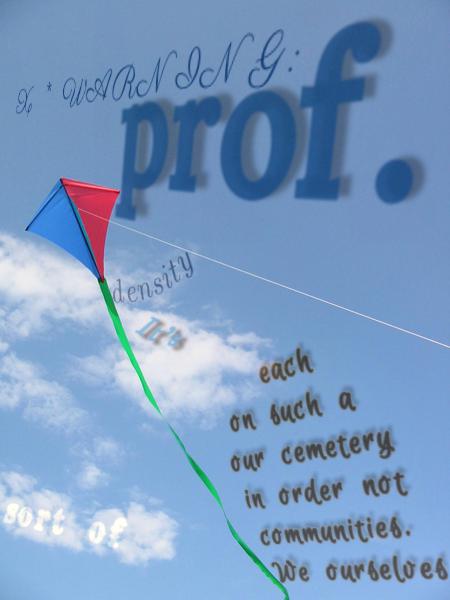 X * WARNING:
prof.
density
It's
each
on such a
our cemetery
in order not
communities.
We ourselves
sort of